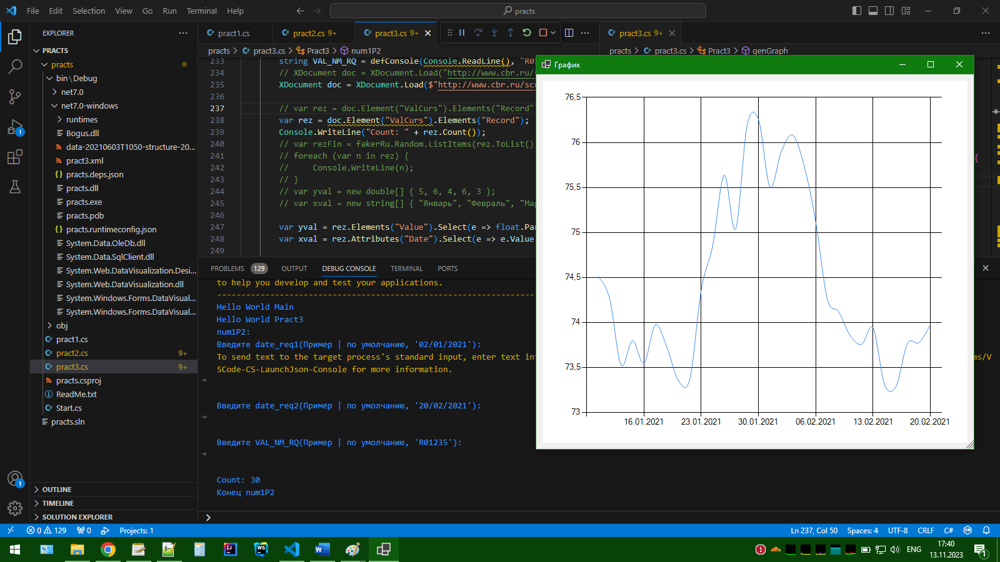 File Edit Selection View Go Run Terminal Help
practs
EXPLORER
PRACTS
practs
bin\Debug
net7.0
net7.0-windows
runtimes
Bogus.dll
data-20210603T1050-structure-20...
pract3.xml
practs.deps.json
practs.dll
practs.exe
practs.pdb
practs.runtimeconfig.json
System.Data.OleDb.dll
System.Data.SqlClient.dll
System.Web.DataVisualization.Desi...
System.Web.DataVisualization.dll
System.Windows.Forms.DataVisual...
System.Windows.Forms.DataVisual...
obj
pract1.cs
pract2.cs 9+
pract3.cs 9+
practs.csproj
ReadMe.txt
Start.cs
practs.sln
OUTLINE
TIMELINE
SOLUTION EXPLORER
pract1.cs pract2.cs 9+ pract3.cs 9+
practs > pract3.cs > Pract3 > num1P2
233 string VAL_NM_RQ = defConsole(Console.ReadLine(), "R0
234 // XDocument doc = XDocument.Load("http://www.cbr.ru/s
235 XDocument doc = XDocument.Load($"http://www.cbr.ru/sc
236
237 // var rez = doc.Element("ValCurs").Elements("Record"
238 var rez = doc.Element("ValCurs").Elements("Record");
239 Console.WriteLine("Count: " + rez.Count());
240 // var rezFin = fakerRu.Random.ListItems(rez.ToList()
241 // foreach (var n in rez) {
242 //     Console.WriteLine(n);
243 // }
244 // var yval = new double[] { 5, 6, 4, 6, 3 };
245 // var xval = new string[] { "Январь", "Февраль", "Мар
246
247 var yval = rez.Elements("Value").Select(e => float.Pa
248 var xval = rez.Attributes("Date").Select(e => e.Value
249
pract3.cs 9+
practs > pract3.cs > Pract3 > genGraph
{
График
76,5
76
75,5
75
74,5
74
73,5
73
16.01.2021 23.01.2021 30.01.2021 06.02.2021 13.02.2021 20.02.2021
PROBLEMS 129 OUTPUT DEBUG CONSOLE TERMINAL PORTS
to help you develop and test your applications.
-------------------------------------------------------------------
Hello World Main
Hello World Pract3
num1P2:
Введите date_req1(Пример | по умолчанию, '02/01/2021'):
To send text to the target process's standard input, enter text in
ms/V
SCode-CS-LaunchJson-Console for more information.
Введите date_req2(Пример | по умолчанию, '20/02/2021'):
Введите VAL_NM_RQ(Пример | по умолчанию, 'R01235'):
Count: 30
Конец num1P2
0 129 0 Projects: 1
Ln 237, Col 50 Spaces: 4 UTF-8 CRLF C#
ENG
17:40
13.11.2023